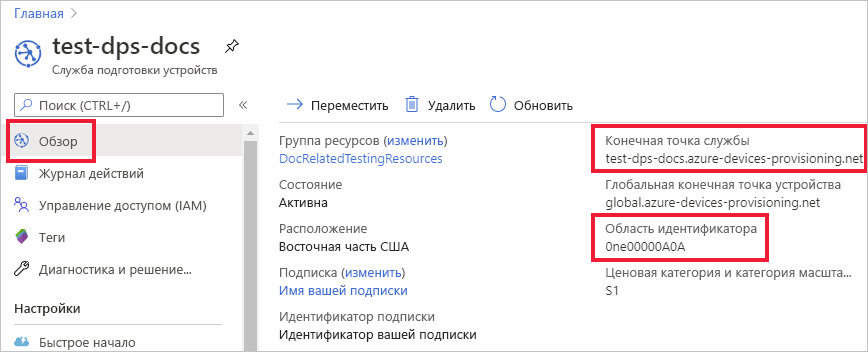 Главная
test-dps-docs
Служба подготовки устройств
Поиск (CTRL+/)
«
Обзор
Журнал действий
Управление доступом (IAM)
Теги
Диагностика и решение...
Настройки
Быстрое начало
Переместить
Удалить
Обновить
Группа ресурсов (изменить)
DocRelatedTestingResources
Состояние
Активна
Расположение
Восточная часть США
Подписка (изменить)
Имя вашей подписки
Идентификатор подписки
Идентификатор вашей подписки
Конечная точка службы
test-dps-docs.azure-devices-provisioning.net
Глобальная конечная точка устройства
global.azure-devices-provisioning.net
Область идентификатора
0ne00000A0A
Ценовая категория и категория масшта...
S1